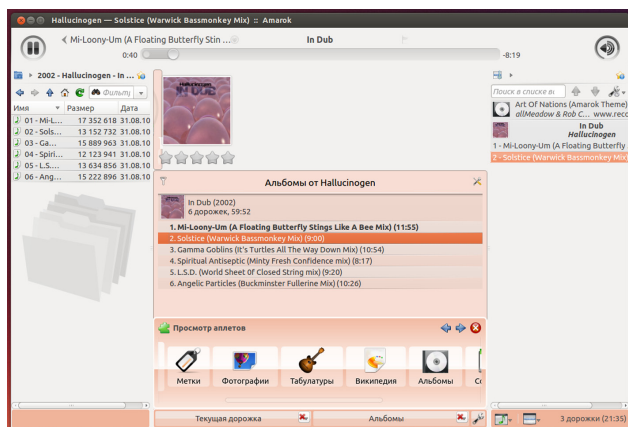 Hallucinogen — Solstice (Warwick Bassmonkey Mix) :: Amarok
Mi-Loony-Um (A Floating Butterfly Stin ...
In Dub
0:40
-8:19
2002 - Hallucinogen - In ...
Фильтр
Имя Размер Дата
01 - Mi-L... 17 352 618 31.08.10
02 - Sols... 13 152 732 31.08.10
03 - Ga... 15 889 963 31.08.10
04 - Spiri... 12 123 941 31.08.10
05 - L.S.... 13 634 856 31.08.10
06 - Ang... 15 222 896 31.08.10
IN DUB
Альбомы от Hallucinogen
In Dub (2002)
6 дорожек, 59:52
1. Mi-Loony-Um (A Floating Butterfly Stings Like A Bee Mix) (11:55)
2. Solstice (Warwick Bassmonkey Mix) (9:00)
3. Gamma Goblins (It's Turtles All The Way Down Mix) (10:54)
4. Spiritual Antiseptic (Minty Fresh Confidence mix) (8:17)
5. L.S.D. (World Sheet Of Closed String mix) (9:20)
6. Angelic Particles (Buckminster Fullerine Mix) (10:26)
Просмотр апплетов
Метки Фотографии Табулатуры Википедия Альбомы
Текущая дорожка
Альбомы
Поиск в списке
Art Of Nations (Amarok Theme)
allMeadow & Rob C... www.reco
In Dub
Hallucinogen
1 - Mi-Loony-Um (A Floating Butterfly
2 - Solstice (Warwick Bassmonkey Mix)
3 дорожки (21:35)